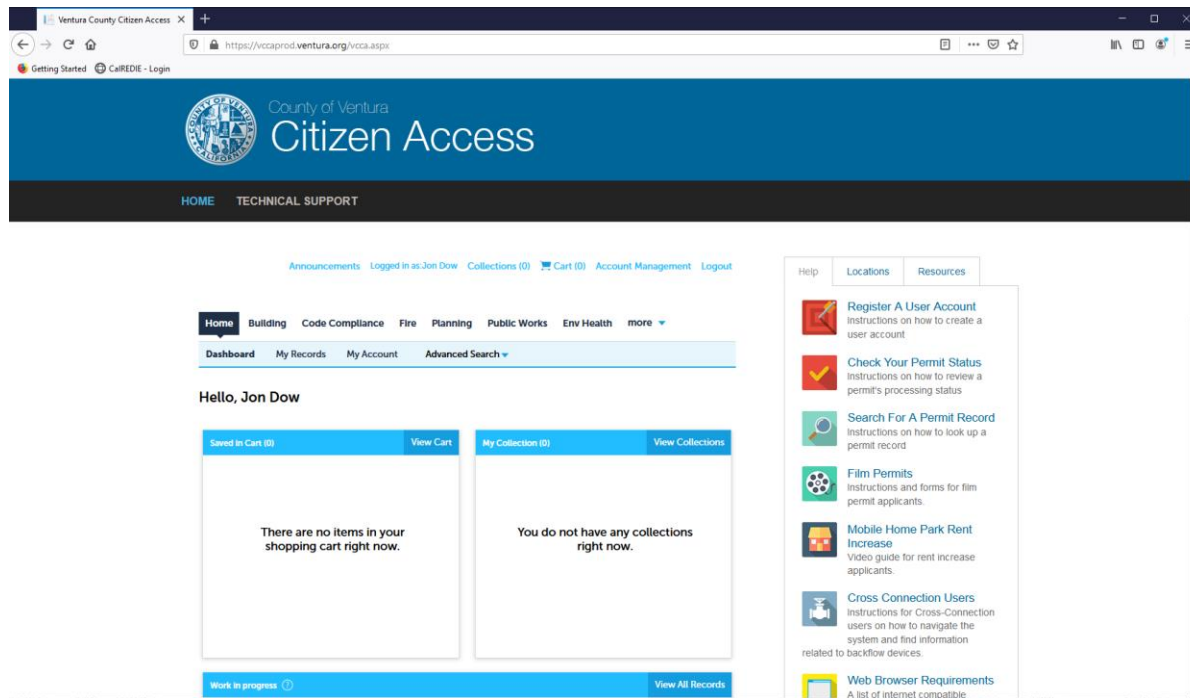 Ventura County Citizen Access
https://vccaprod.ventura.org/vcca.aspx
Getting Started CalREDIE - Login
County of Ventura
Citizen Access
HOME TECHNICAL SUPPORT
Announcements Logged in as:Jon Dow Collections (0) Cart (0) Account Management Logout
Home Building Code Compliance Fire Planning Public Works Env Health more
Dashboard My Records My Account Advanced Search
Hello, Jon Dow
Saved in Cart (0) View Cart
There are no items in your
shopping cart right now.
My Collection (0) View Collections
You do not have any collections
right now.
Work in progress View All Records
Help Locations Resources
Register A User Account
Instructions on how to create a
user account
Check Your Permit Status
Instructions on how to review a
permit's processing status
Search For A Permit Record
Instructions on how to look up a
permit record
Film Permits
Instructions and forms for film
permit applicants.
Mobile Home Park Rent
Increase
Video guide for rent increase
applicants.
Cross Connection Users
Instructions for Cross-Connection
users on how to navigate the
system and find information
related to backflow devices.
Web Browser Requirements
A list of internet compatible